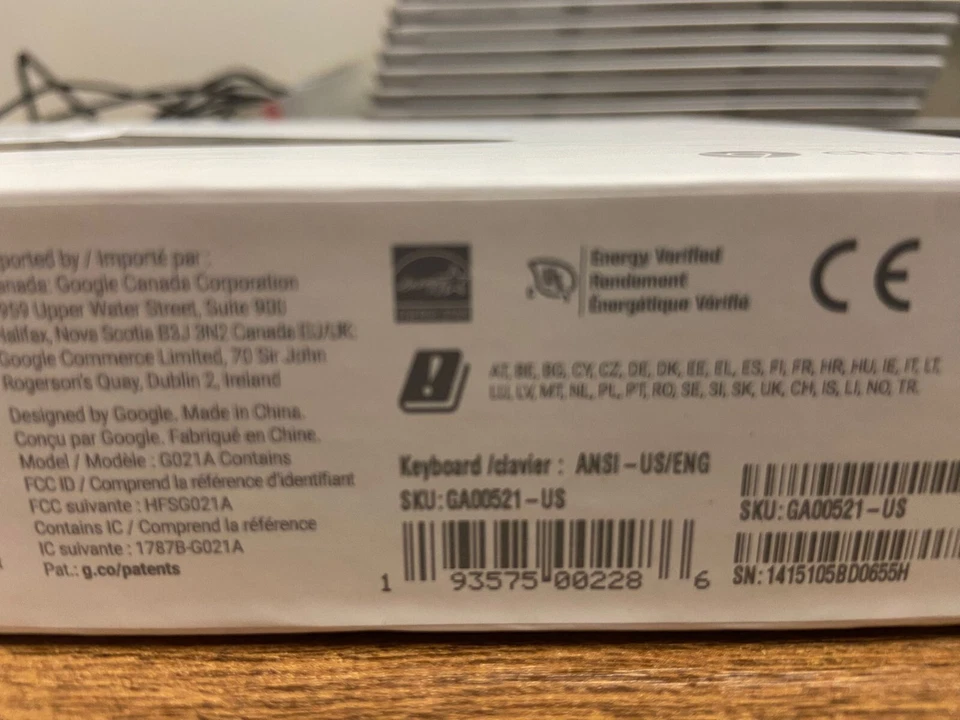 ported by / Importé par :
anada: Google Canada Corporation
959 Upper Water Street, Suite 900
Halifax, Nova Scotia B3J 3N2 Canada EU/UK:
Google Commerce Limited, 70 Sir John
Rogerson's Quay, Dublin 2, Ireland
Designed by Google. Made in China.
Conçu par Google. Fabriqué en Chine.
Model / Modèle : G021A Contains
FCC ID / Comprend la référence d'identifiant
FCC suivante : HFSG021A
Contains IC / Comprend la référence
IC suivante : 1787B-G021A
Pat.: g.co/patents
UL
Energy Verified
Rendement
Énergétique Vérifié
CE
AT, BE, BG, CY, CZ, DE, DK, EE, EL, ES, FI, FR, HR, HU, IE, IT, LT,
LU, LV, MT, NL, PL, PT, RO, SE, SI, SK, UK, CH, IS, LI, NO, TR.
Keyboard /clavier : ANSI – US/ENG
SKU: GA00521–US
1 93575 00228 6
SKU: GA00521–US
SN: 1415105BD0655H